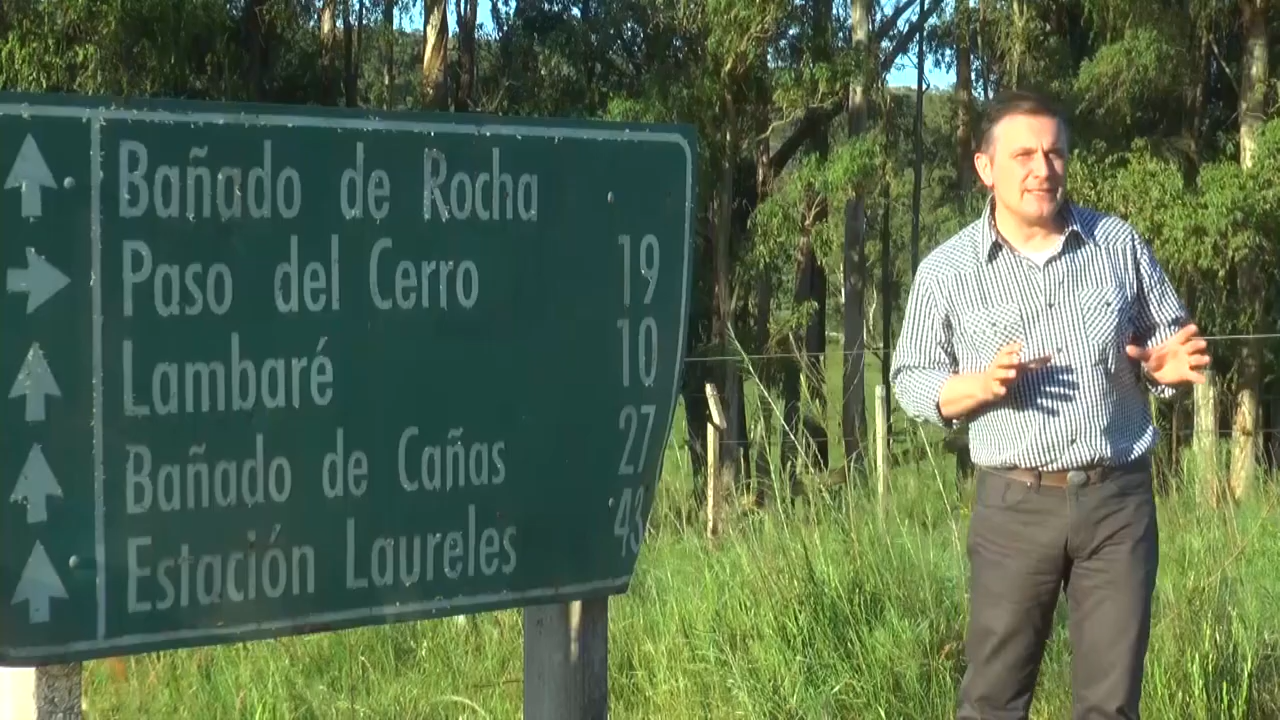 Bañado de Rocha
Paso del Cerro 19
Lambaré 10
Bañado de Cañas 27
Estación Laureles 43